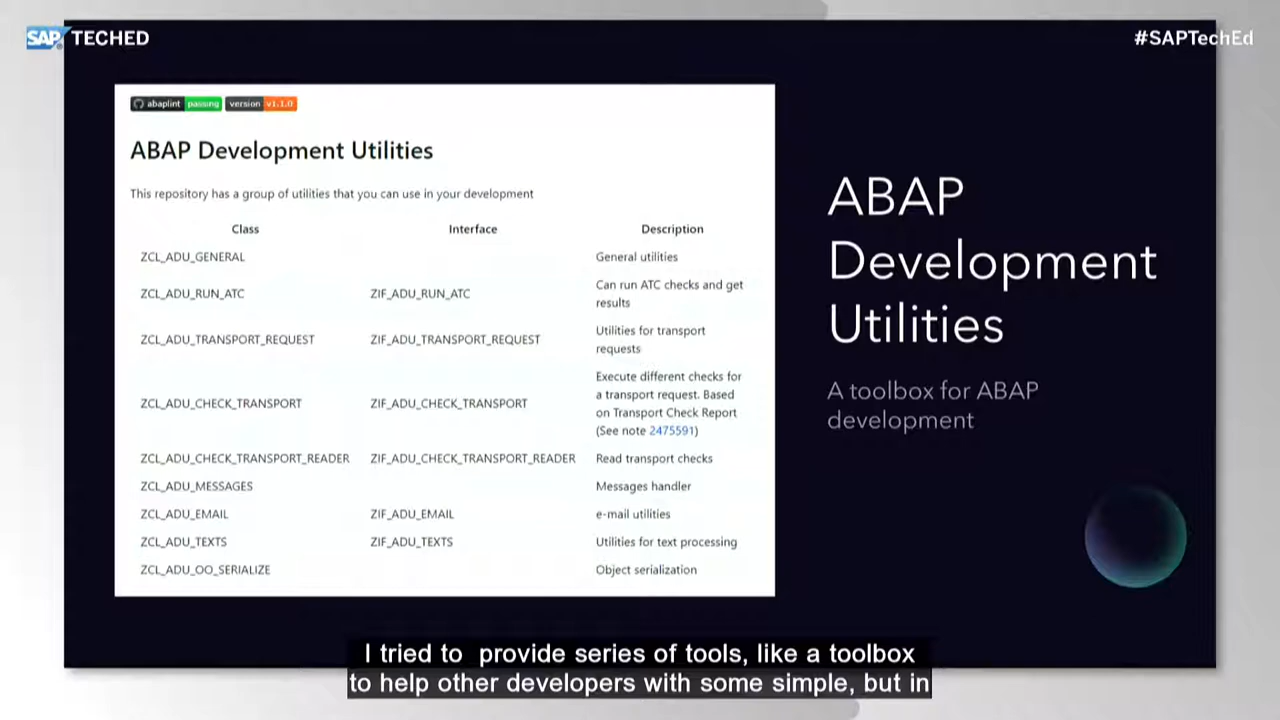 SAP TECHED
#SAPTechEd
abaplint passing version v1.1.0
ABAP Development Utilities
This repository has a group of utilities that you can use in your development
Class Interface Description
ZCL_ADU_GENERAL General utilities
ZCL_ADU_RUN_ATC ZIF_ADU_RUN_ATC Can run ATC checks and get
results
ZCL_ADU_TRANSPORT_REQUEST ZIF_ADU_TRANSPORT_REQUEST Utilities for transport
requests
ZCL_ADU_CHECK_TRANSPORT ZIF_ADU_CHECK_TRANSPORT Execute different checks for
a transport request. Based
on Transport Check Report
(See note 2475591)
ZCL_ADU_CHECK_TRANSPORT_READER ZIF_ADU_CHECK_TRANSPORT_READER Read transport checks
ZCL_ADU_MESSAGES Messages handler
ZCL_ADU_EMAIL ZIF_ADU_EMAIL e-mail utilities
ZCL_ADU_TEXTS ZIF_ADU_TEXTS Utilities for text processing
ZCL_ADU_OO_SERIALIZE Object serialization
ABAP
Development
Utilities
A toolbox for ABAP
development
I tried to provide series of tools, like a toolbox
to help other developers with some simple, but in